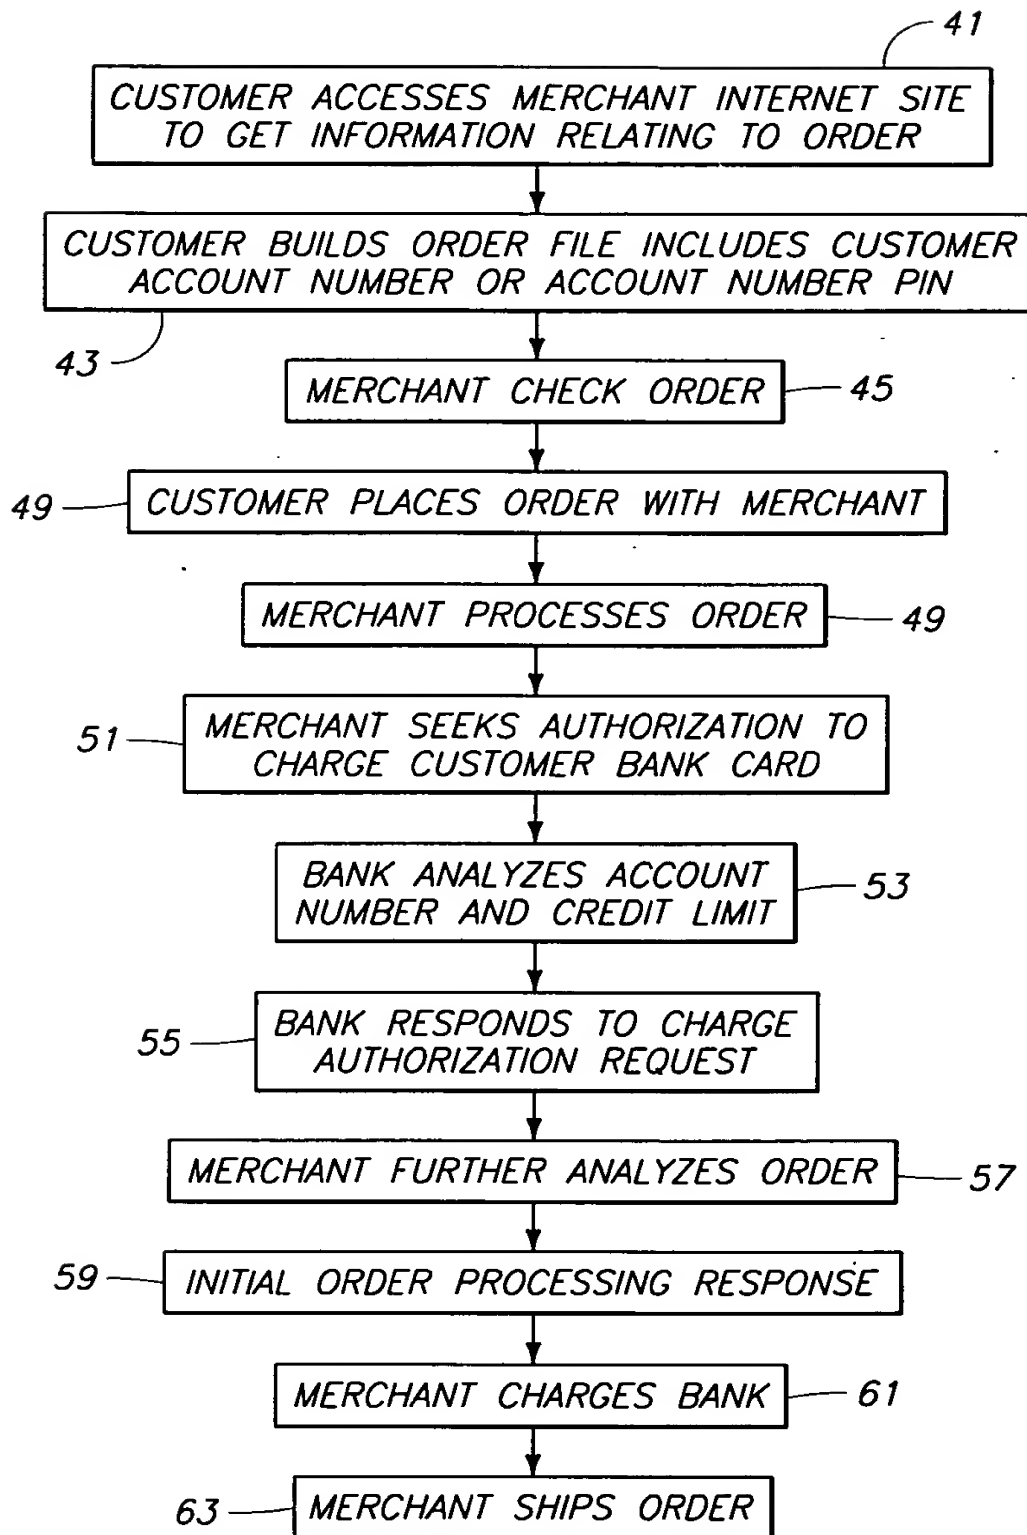 41
CUSTOMER ACCESSES MERCHANT INTERNET SITE
TO GET INFORMATION RELATING TO ORDER
CUSTOMER BUILDS ORDER FILE INCLUDES CUSTOMER
ACCOUNT NUMBER OR ACCOUNT NUMBER PIN
43
MERCHANT CHECK ORDER
45
49
CUSTOMER PLACES ORDER WITH MERCHANT
MERCHANT PROCESSES ORDER
49
51
MERCHANT SEEKS AUTHORIZATION TO
CHARGE CUSTOMER BANK CARD
BANK ANALYZES ACCOUNT
NUMBER AND CREDIT LIMIT
53
55
BANK RESPONDS TO CHARGE
AUTHORIZATION REQUEST
MERCHANT FURTHER ANALYZES ORDER
57
59
INITIAL ORDER PROCESSING RESPONSE
MERCHANT CHARGES BANK
61
63
MERCHANT SHIPS ORDER